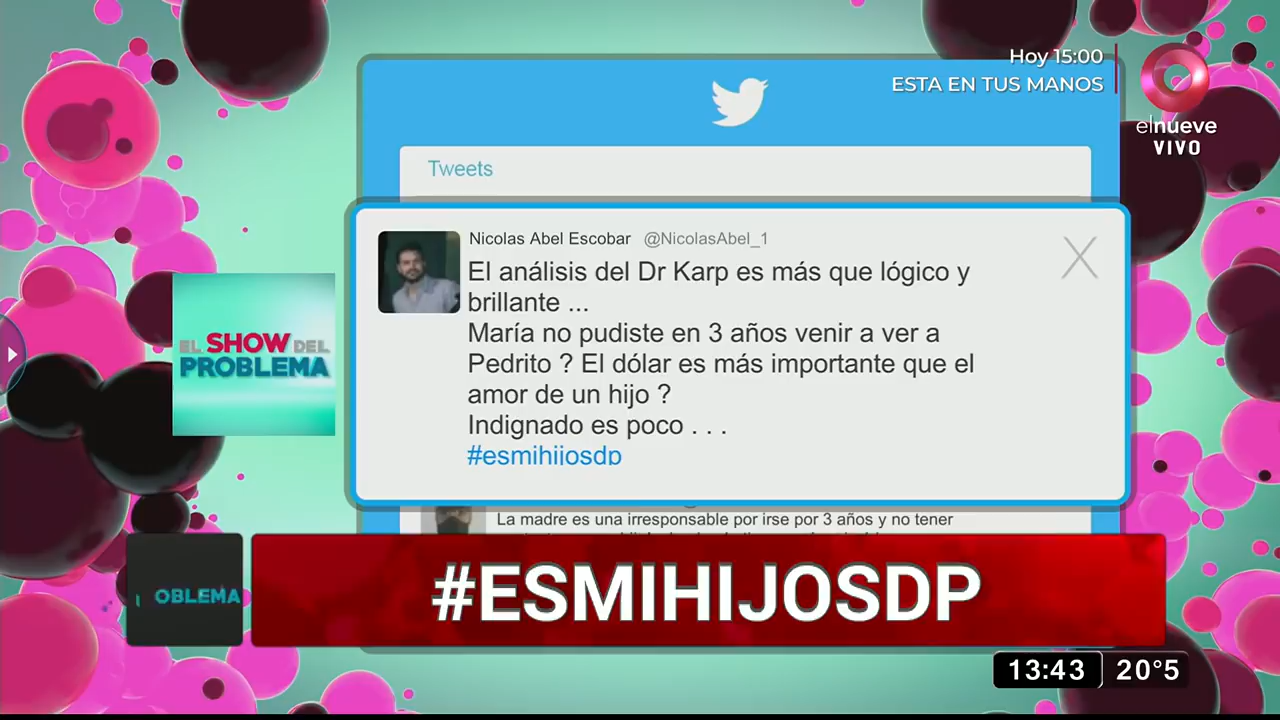 Hoy 15:00
ESTA EN TUS MANOS
elnueve
VIVO
Tweets
Nicolas Abel Escobar @NicolasAbel_1
El análisis del Dr Karp es más que lógico y
brillante ...
María no pudiste en 3 años venir a ver a
Pedrito ? El dólar es más importante que el
amor de un hijo ?
Indignado es poco . . .
#esmihijosdp
EL SHOW DEL
PROBLEMA
La madre es una irresponsable por irse por 3 años y no tener
OBLEMA
#ESMIHIJOSDP
13:43 20°5